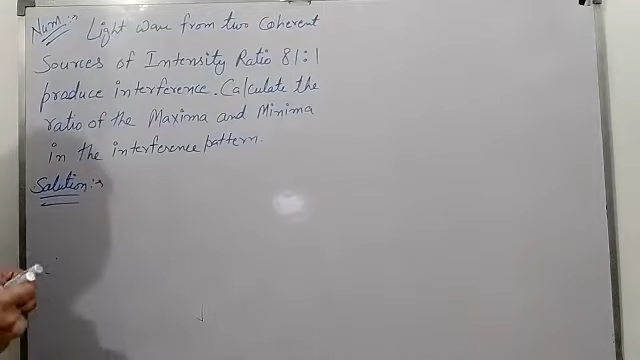 Num:→ Light wave from two Coherent
Sources of Intensity Ratio 81:1
produce interference. Calculate the
ratio of the Maxima and Minima
in the interference pattern.
Salution:→